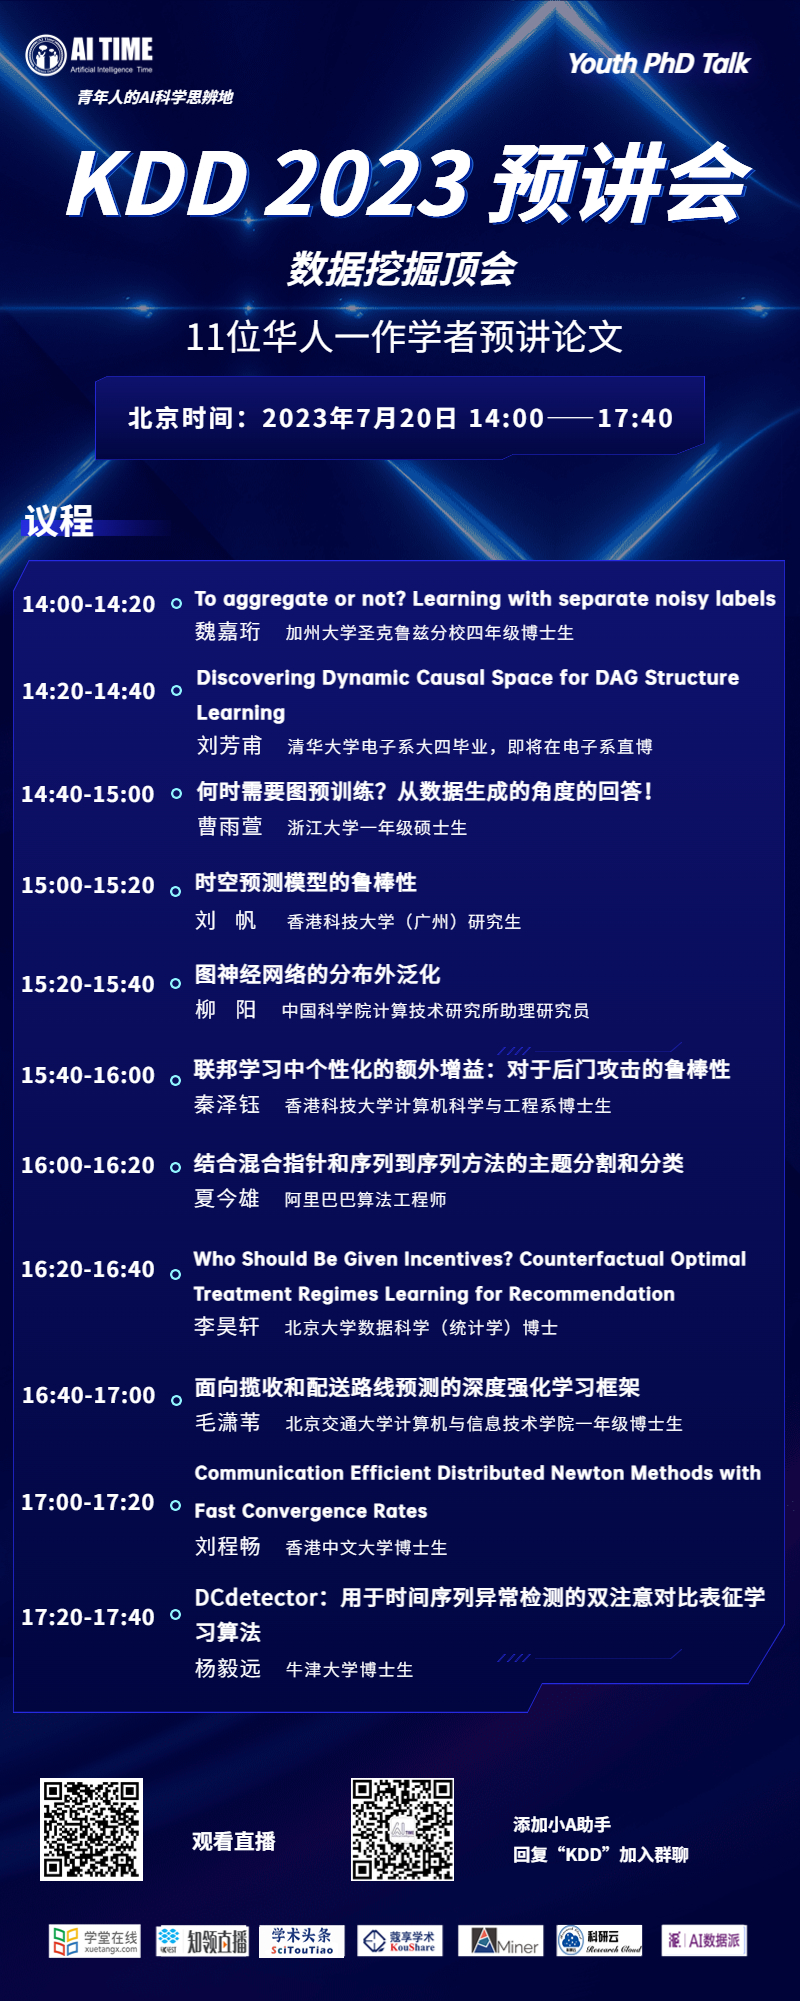 AI TIME
Artificial Intelligence Time
青年人的AI科学思辨地
Youth PhD Talk
KDD 2023 预讲会
数据挖掘顶会
11位华人一作学者预讲论文
北京时间：2023年7月20日 14:00——17:40
议程
14:00-14:20
To aggregate or not? Learning with separate noisy labels
魏嘉珩 加州大学圣克鲁兹分校四年级博士生
14:20-14:40
Discovering Dynamic Causal Space for DAG Structure
Learning
刘芳甫 清华大学电子系大四毕业，即将在电子系直博
14:40-15:00
何时需要图预训练？从数据生成的角度的回答！
曹雨萱 浙江大学一年级硕士生
15:00-15:20
时空预测模型的鲁棒性
刘 帆 香港科技大学（广州）研究生
15:20-15:40
图神经网络的分布外泛化
柳 阳 中国科学院计算技术研究所助理研究员
15:40-16:00
联邦学习中个性化的额外增益：对于后门攻击的鲁棒性
秦泽钰 香港科技大学计算机科学与工程系博士生
16:00-16:20
结合混合指针和序列到序列方法的主题分割和分类
夏今雄 阿里巴巴算法工程师
16:20-16:40
Who Should Be Given Incentives? Counterfactual Optimal
Treatment Regimes Learning for Recommendation
李昊轩 北京大学数据科学（统计学）博士
16:40-17:00
面向揽收和配送路线预测的深度强化学习框架
毛潇苇 北京交通大学计算机与信息技术学院一年级博士生
17:00-17:20
Communication Efficient Distributed Newton Methods with
Fast Convergence Rates
刘程畅 香港中文大学博士生
17:20-17:40
DCdetector：用于时间序列异常检测的双注意对比表征学
习算法
杨毅远 牛津大学博士生
观看直播
添加小A助手
回复“KDD”加入群聊
学堂在线
xuetangx.com
知领直播
学术头条
SciTouTiao
蔻享学术
KouShare
AMiner
科研云
Research Cloud
派 AI数据派